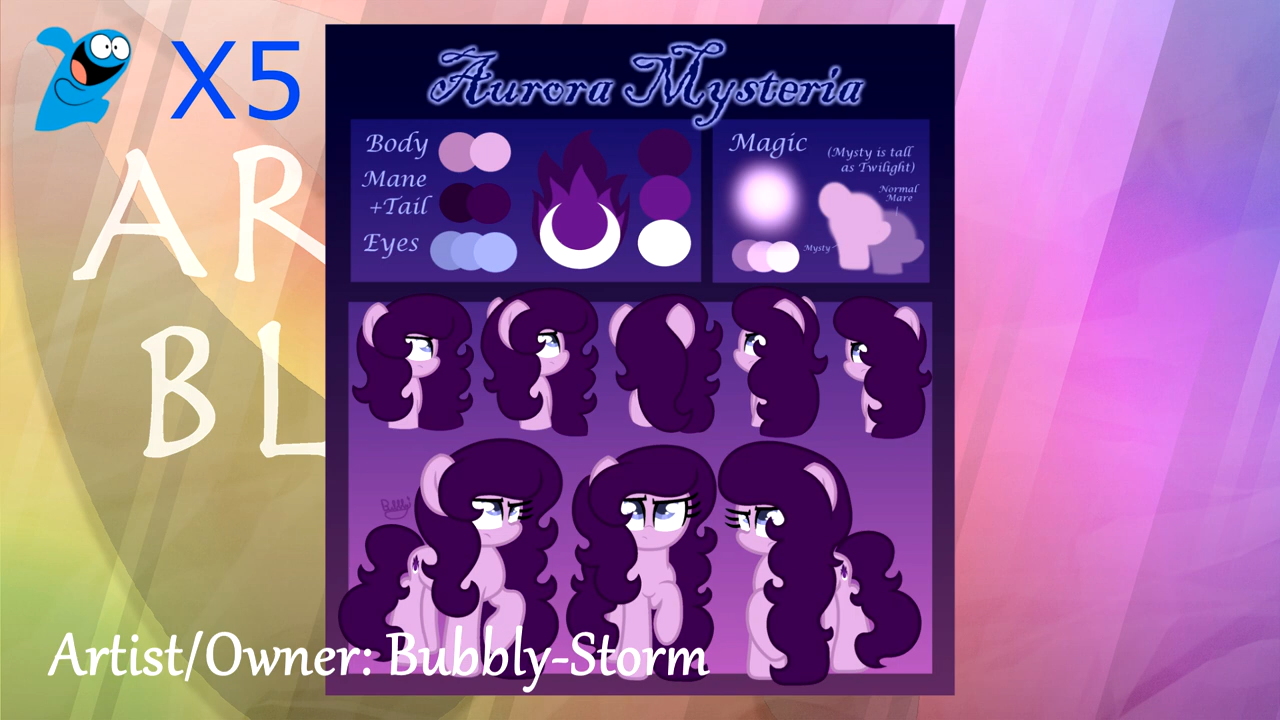 X5
AR
BL
Aurora Mysteria
Body
Mane
+Tail
Eyes
Magic
(Mysty is tall
as Twilight)
Normal
Mare
Mysty
Bubbly
Artist/Owner: Bubbly-Storm